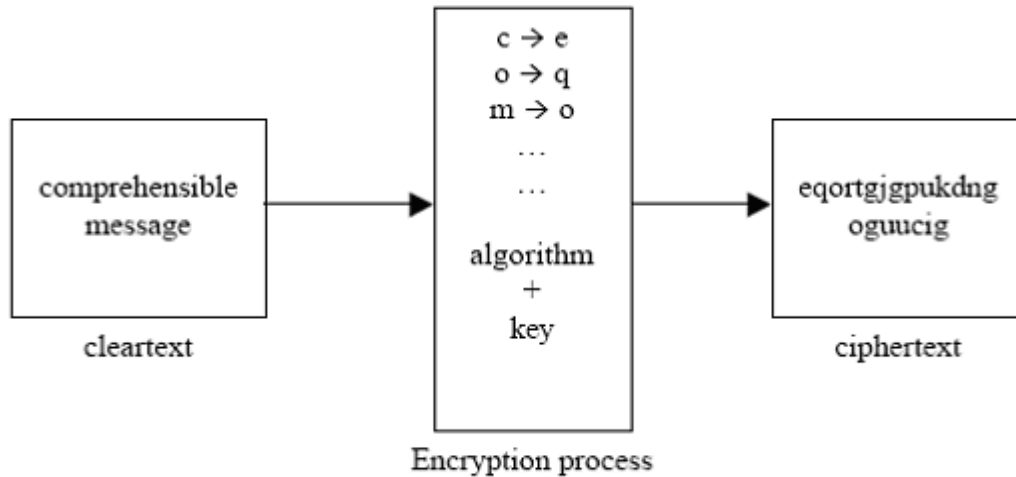 comprehensible
message
cleartext
c → e
o → q
m → o
...
...
algorithm
+
key
Encryption process
eqortgjgpukdng
oguucig
ciphertext